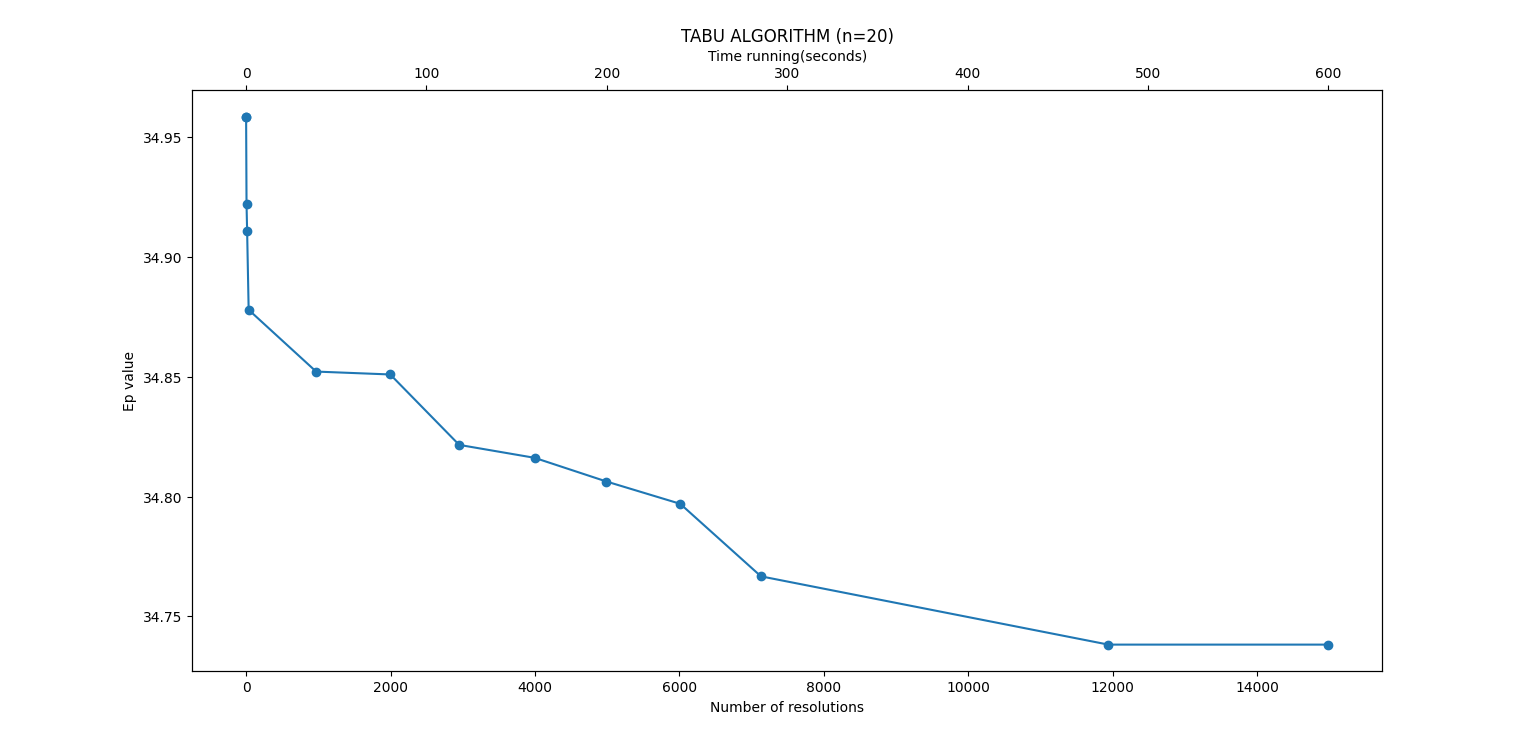 TABU ALGORITHM (n=20)
Time running(seconds)
0 100 200 300 400 500 600
34.95
34.90
34.85
34.80
34.75
Ep value
0 2000 4000 6000 8000 10000 12000 14000
Number of resolutions